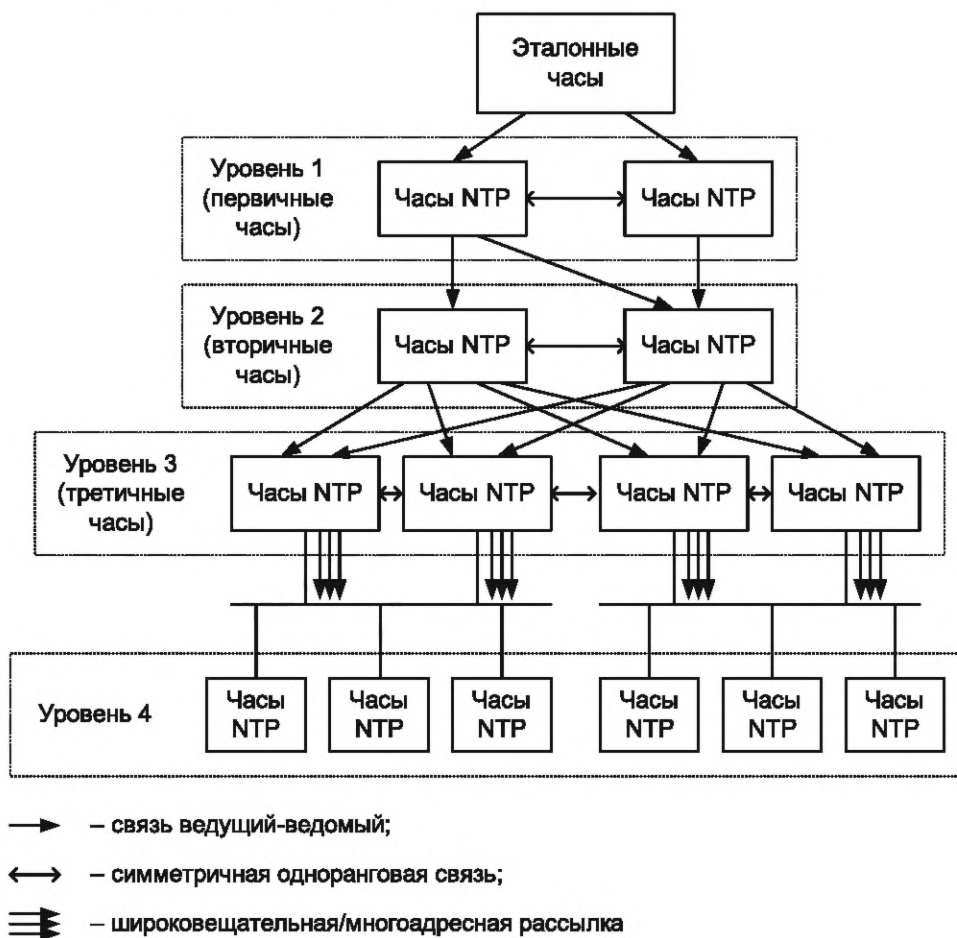 Эталонные
часы
Уровень 1
(первичные
часы)
Часы NTP
Часы NTP
Уровень 2
(вторичные
часы)
Часы NTP
Часы NTP
Уровень 3
(третичные
часы)
Часы NTP
Часы NTP
Часы NTP
Часы NTP
Уровень 4
Часы
NTP
Часы
NTP
Часы
NTP
Часы
NTP
Часы
NTP
Часы
NTP
– связь ведущий-ведомый;
– симметричная одноранговая связь;
– широковещательная/многоадресная рассылка